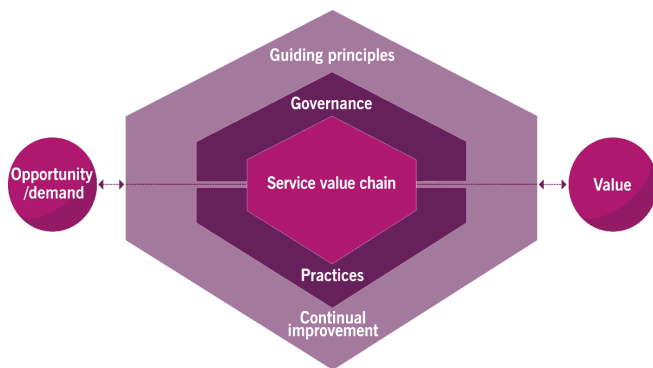 Guiding principles
Governance
Opportunity
/demand
Service value chain
Value
Practices
Continual
improvement